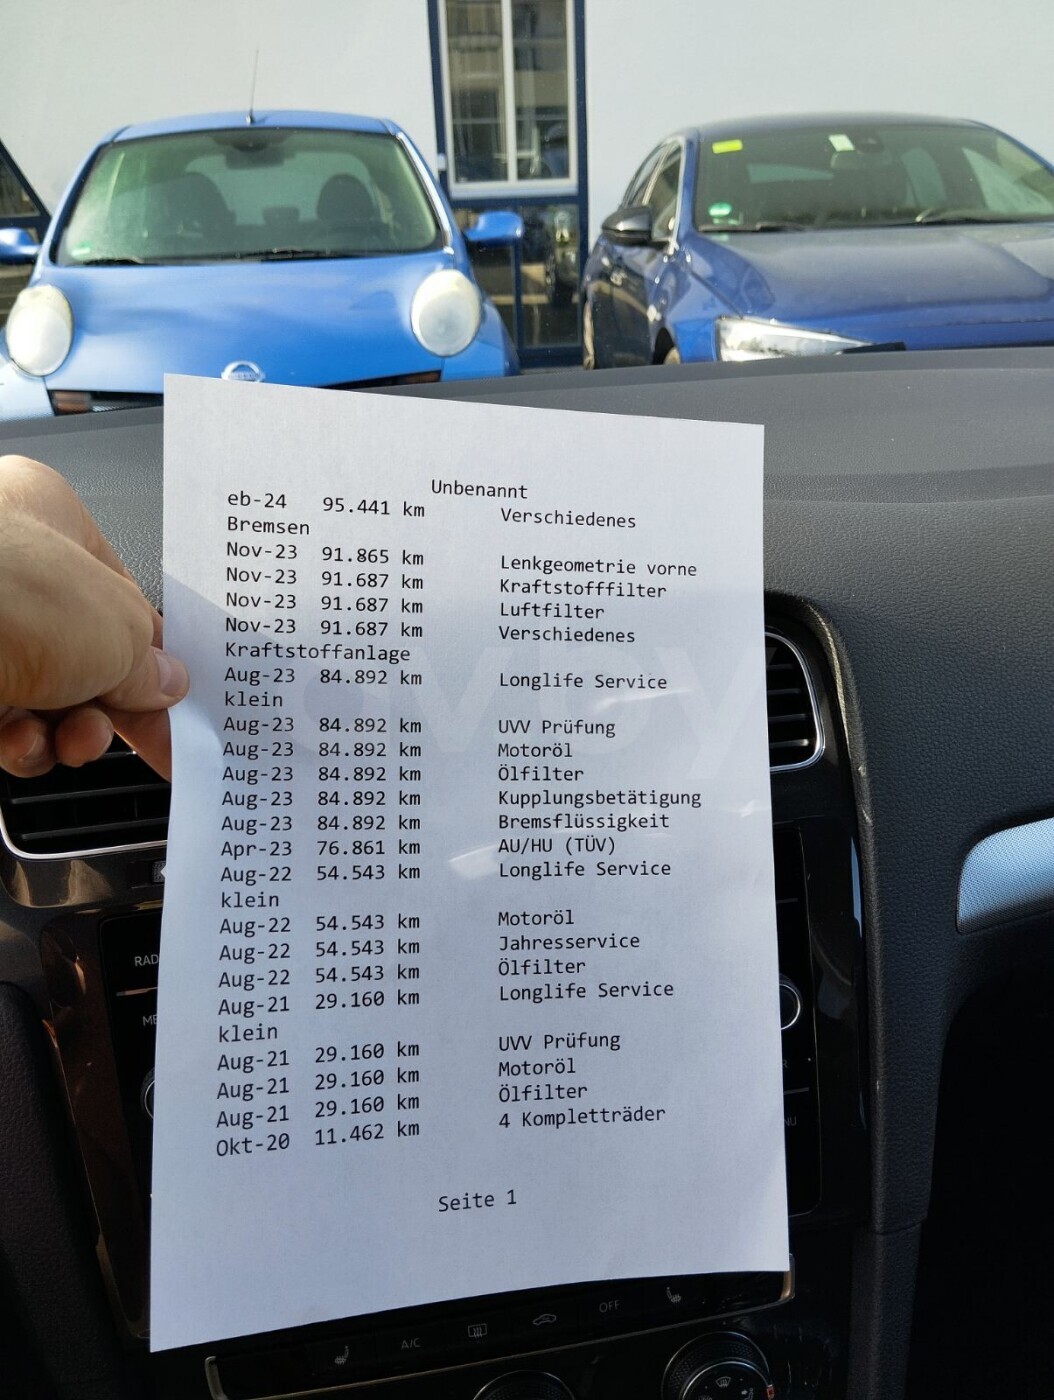 Unbenannt
eb-24 95.441 km Verschiedenes
Bremsen
Nov-23 91.865 km Lenkgeometrie vorne
Nov-23 91.687 km Kraftstofffilter
Nov-23 91.687 km Luftfilter
Nov-23 91.687 km Verschiedenes
Kraftstoffanlage
Aug-23 84.892 km Longlife Service
klein
Aug-23 84.892 km UVV Prüfung
Aug-23 84.892 km Motoröl
Aug-23 84.892 km Ölfilter
Aug-23 84.892 km Kupplungsbetätigung
Aug-23 84.892 km Bremsflüssigkeit
Apr-23 76.861 km AU/HU (TÜV)
Aug-22 54.543 km Longlife Service
klein
Aug-22 54.543 km Motoröl
Aug-22 54.543 km Jahresservice
Aug-22 54.543 km Ölfilter
Aug-21 29.160 km Longlife Service
klein
Aug-21 29.160 km UVV Prüfung
Aug-21 29.160 km Motoröl
Aug-21 29.160 km Ölfilter
Okt-20 11.462 km 4 Kompletträder
Seite 1
RAD
ME
A/C
OFF